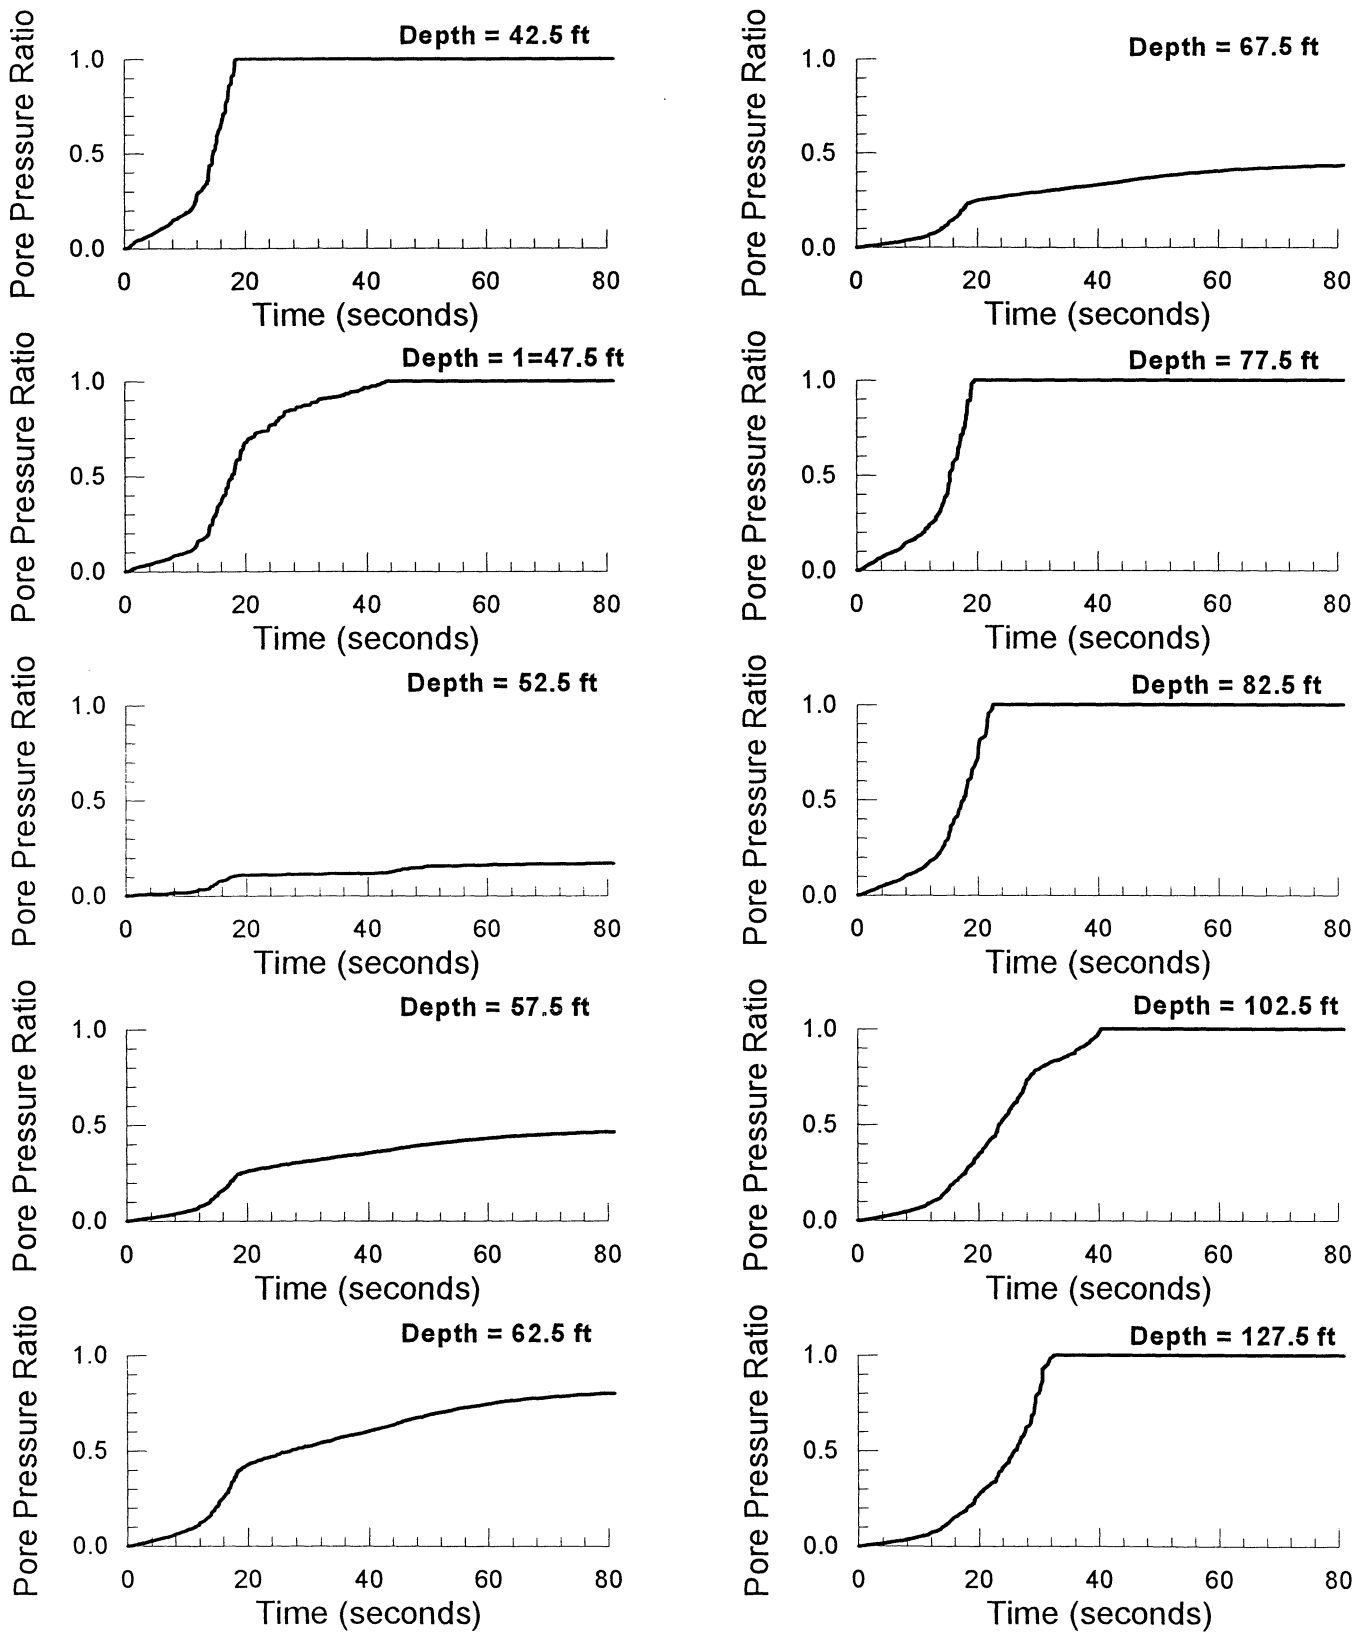 Depth = 42.5 ft
Pore Pressure Ratio
1.0
0.5
0.0
0 20 40 60 80
Time (seconds)
Depth = 1=47.5 ft
Pore Pressure Ratio
1.0
0.5
0.0
0 20 40 60 80
Time (seconds)
Depth = 52.5 ft
Pore Pressure Ratio
1.0
0.5
0.0
0 20 40 60 80
Time (seconds)
Depth = 57.5 ft
Pore Pressure Ratio
1.0
0.5
0.0
0 20 40 60 80
Time (seconds)
Depth = 62.5 ft
Pore Pressure Ratio
1.0
0.5
0.0
0 20 40 60 80
Time (seconds)
Depth = 67.5 ft
Pore Pressure Ratio
1.0
0.5
0.0
0 20 40 60 80
Time (seconds)
Depth = 77.5 ft
Pore Pressure Ratio
1.0
0.5
0.0
0 20 40 60 80
Time (seconds)
Depth = 82.5 ft
Pore Pressure Ratio
1.0
0.5
0.0
0 20 40 60 80
Time (seconds)
Depth = 102.5 ft
Pore Pressure Ratio
1.0
0.5
0.0
0 20 40 60 80
Time (seconds)
Depth = 127.5 ft
Pore Pressure Ratio
1.0
0.5
0.0
0 20 40 60 80
Time (seconds)